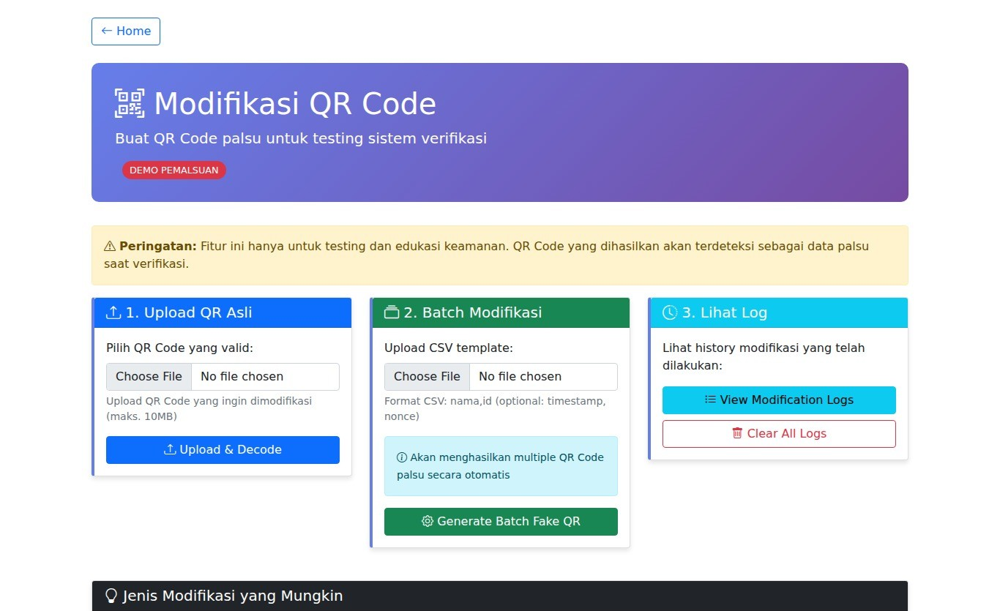 Home
Modifikasi QR Code
Buat QR Code palsu untuk testing sistem verifikasi
DEMO PEMALSUAN
Peringatan: Fitur ini hanya untuk testing dan edukasi keamanan. QR Code yang dihasilkan akan terdeteksi sebagai data palsu
saat verifikasi.
1. Upload QR Asli
Pilih QR Code yang valid:
Choose File No file chosen
Upload QR Code yang ingin dimodifikasi
(maks. 10MB)
Upload & Decode
2. Batch Modifikasi
Upload CSV template:
Choose File No file chosen
Format CSV: nama,id (optional: timestamp,
nonce)
Akan menghasilkan multiple QR Code
palsu secara otomatis
Generate Batch Fake QR
3. Lihat Log
Lihat history modifikasi yang telah
dilakukan:
View Modification Logs
Clear All Logs
Jenis Modifikasi yang Mungkin